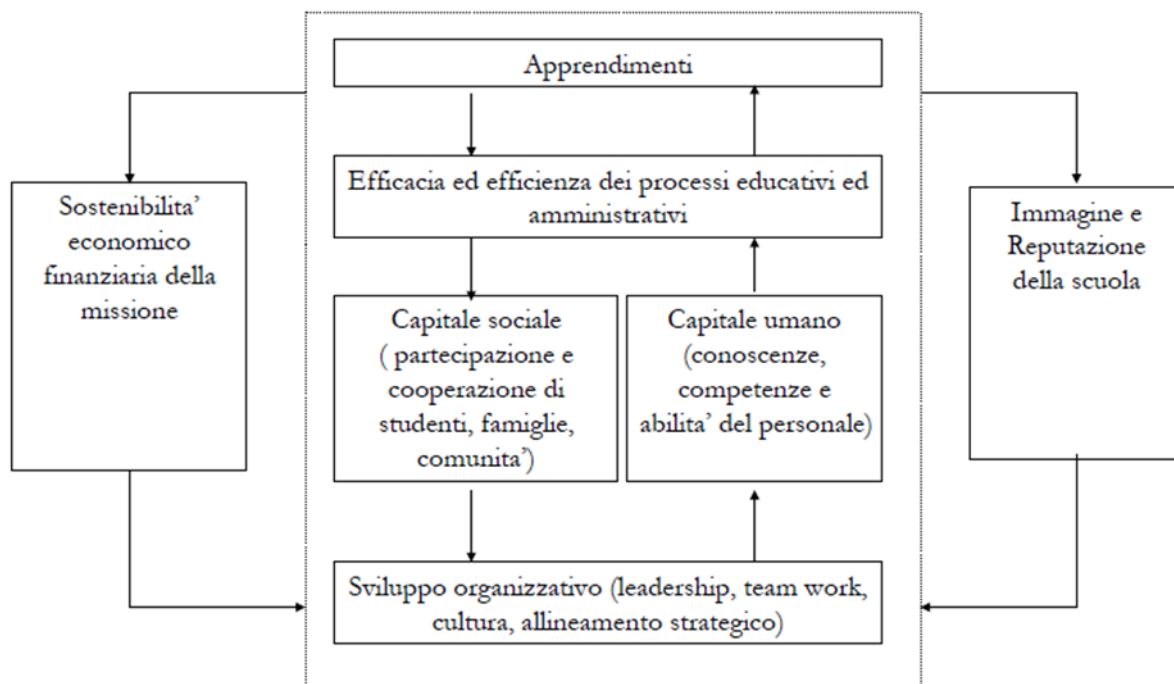 Apprendimenti
Efficacia ed efficienza dei processi educativi ed
amministrativi
Sostenibilita’
economico
finanziaria della
missione
Immagine e
Reputazione
della scuola
Capitale sociale
( partecipazione e
cooperazione di
studenti, famiglie,
comunita’)
Capitale umano
(conoscenze,
competenze e
abilita’ del personale)
Sviluppo organizzativo (leadership, team work,
cultura, allineamento strategico)